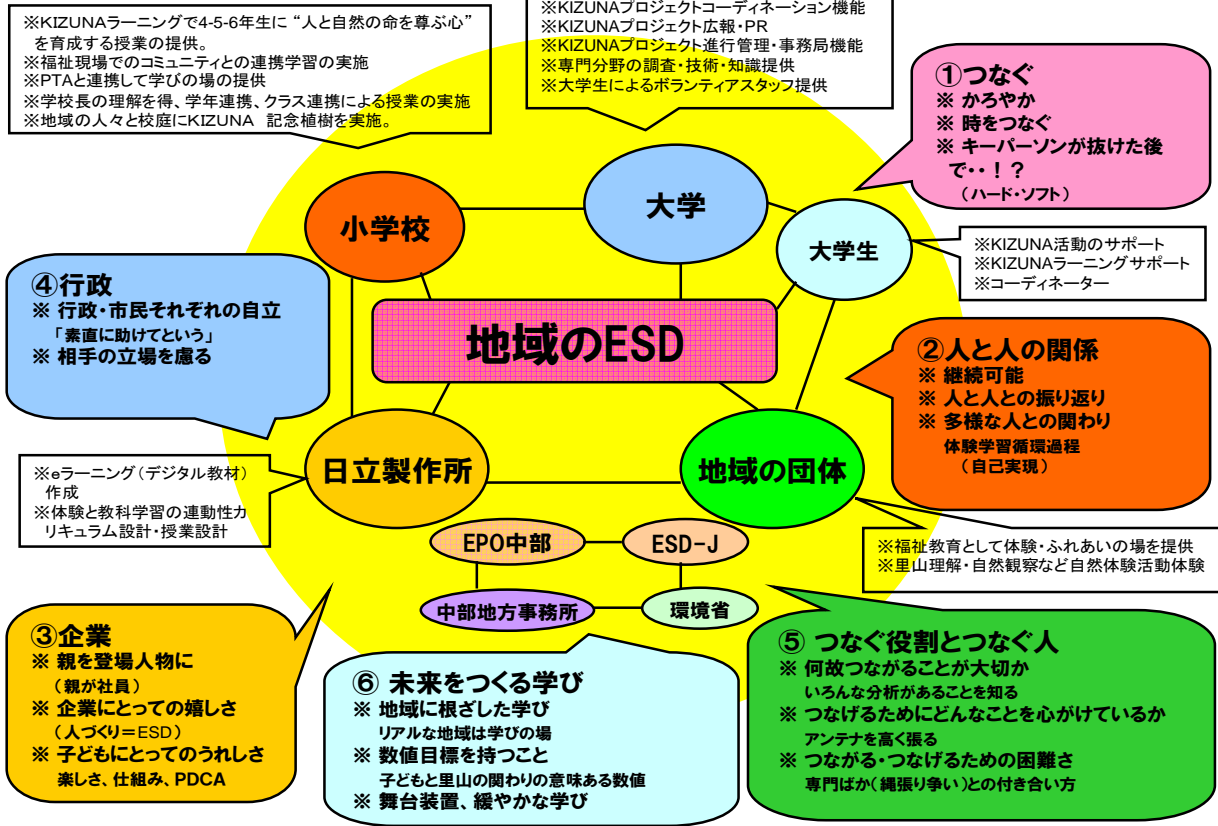 ※KIZUNAラーニングで4-5-6年生に “人と自然の命を尊ぶ心”
を育成する授業の提供。
※福祉現場でのコミュニティとの連携学習の実施
※PTAと連携して学びの場の提供
※学校長の理解を得、学年連携、クラス連携による授業の実施
※地域の人々と校庭にKIZUNA 記念植樹を実施。
※KIZUNAプロジェクトコーディネーション機能
※KIZUNAプロジェクト広報・PR
※KIZUNAプロジェクト進行管理・事務局機能
※専門分野の調査・技術・知識提供
※大学生によるボランティアスタッフ提供
①つなぐ
※ かろやか
※ 時をつなぐ
※ キーパーソンが抜けた後
で・・！？
（ハード・ソフト）
小学校
大学
大学生
※KIZUNA活動のサポート
※KIZUNAラーニングサポート
※コーディネーター
④行政
※ 行政・市民それぞれの自立
「素直に助けてという」
※ 相手の立場を慮る
地域のESD
②人と人の関係
※ 継続可能
※ 人と人との振り返り
※ 多様な人との関わり
体験学習循環過程
（自己実現）
日立製作所
地域の団体
※eラーニング（デジタル教材）
作成
※体験と教科学習の連動性カ
リキュラム設計・授業設計
EPO中部
ESD-J
中部地方事務所
環境省
※福祉教育として体験・ふれあいの場を提供
※里山理解・自然観察など自然体験活動体験
③企業
※ 親を登場人物に
（親が社員）
※ 企業にとっての嬉しさ
（人づくり＝ESD）
※ 子どもにとってのうれしさ
楽しさ、仕組み、PDCA
⑥ 未来をつくる学び
※ 地域に根ざした学び
リアルな地域は学びの場
※ 数値目標を持つこと
子どもと里山の関わりの意味ある数値
※ 舞台装置、緩やかな学び
⑤ つなぐ役割とつなぐ人
※ 何故つながることが大切か
いろんな分析があることを知る
※ つなげるためにどんなことを心がけているか
アンテナを高く張る
※ つながる・つなげるための困難さ
専門ばか（縄張り争い）との付き合い方